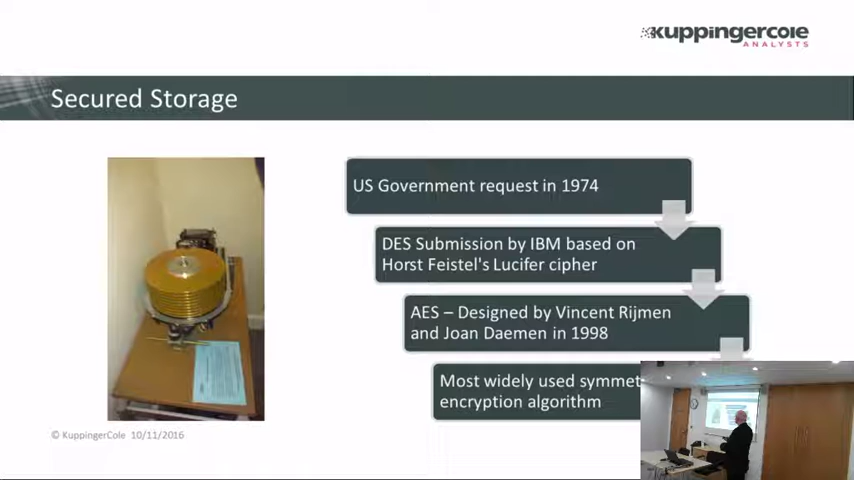 kuppingercole
ANALYSTS
Secured Storage
US Government request in 1974
DES Submission by IBM based on
Horst Feistel's Lucifer cipher
AES – Designed by Vincent Rijmen
and Joan Daemen in 1998
Most widely used symmet
encryption algorithm
© KuppingerCole 10/11/2016